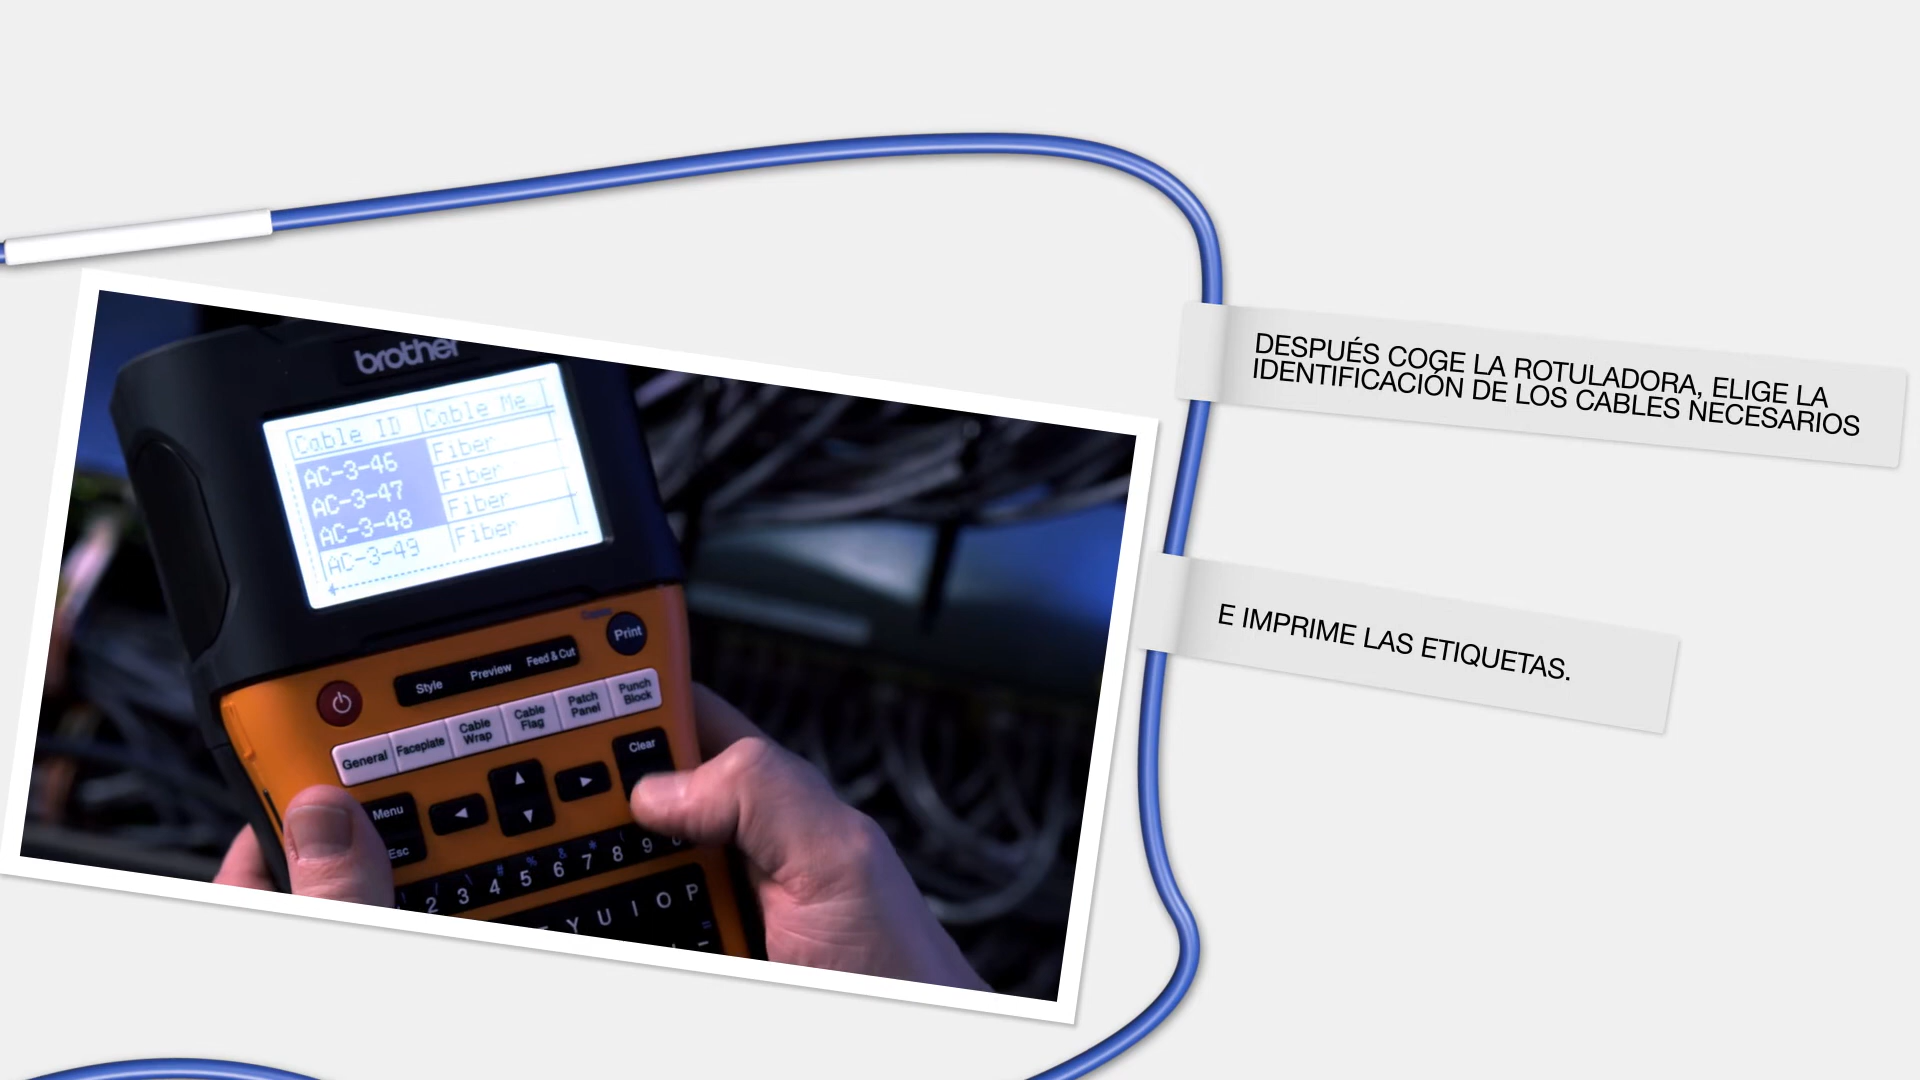 brother
Cable ID Cable Me
AC-3-46 Fiber
AC-3-47 Fiber
AC-3-48 Fiber
AC-3-49 Fiber
Print
Style Preview Feed & Cut
General Faceplate Cable Wrap Cable Flag Patch Panel Punch Block
Clear
Menu
Esc
2 3 4 5 6 7 8 9
Y U I O P
DESPUÉS COGE LA ROTULADORA, ELIGE LA
IDENTIFICACIÓN DE LOS CABLES NECESARIOS
E IMPRIME LAS ETIQUETAS.